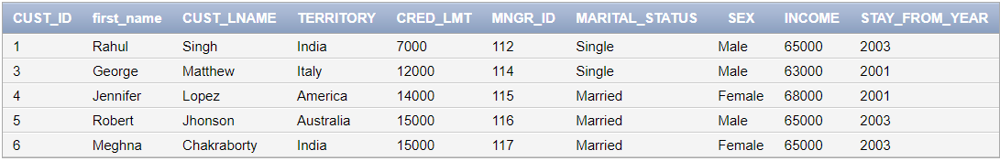 CUST_ID first_name CUST_LNAME TERRITORY CRED_LMT MNGR_ID MARITAL_STATUS SEX INCOME STAY_FROM_YEAR
1 Rahul Singh India 7000 112 Single Male 65000 2003
3 George Matthew Italy 12000 114 Single Male 63000 2001
4 Jennifer Lopez America 14000 115 Married Female 68000 2001
5 Robert Jhonson Australia 15000 116 Married Male 65000 2003
6 Meghna Chakraborty India 15000 117 Married Female 65000 2003